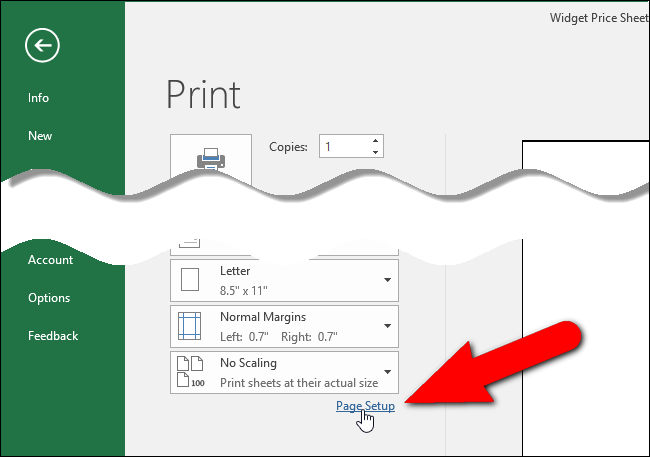 Widget Price Sheet
Info
New
Print
Copies: 1
Account
Options
Feedback
Letter
8.5" x 11"
Normal Margins
Left: 0.7" Right: 0.7"
No Scaling
100 Print sheets at their actual size
Page Setup